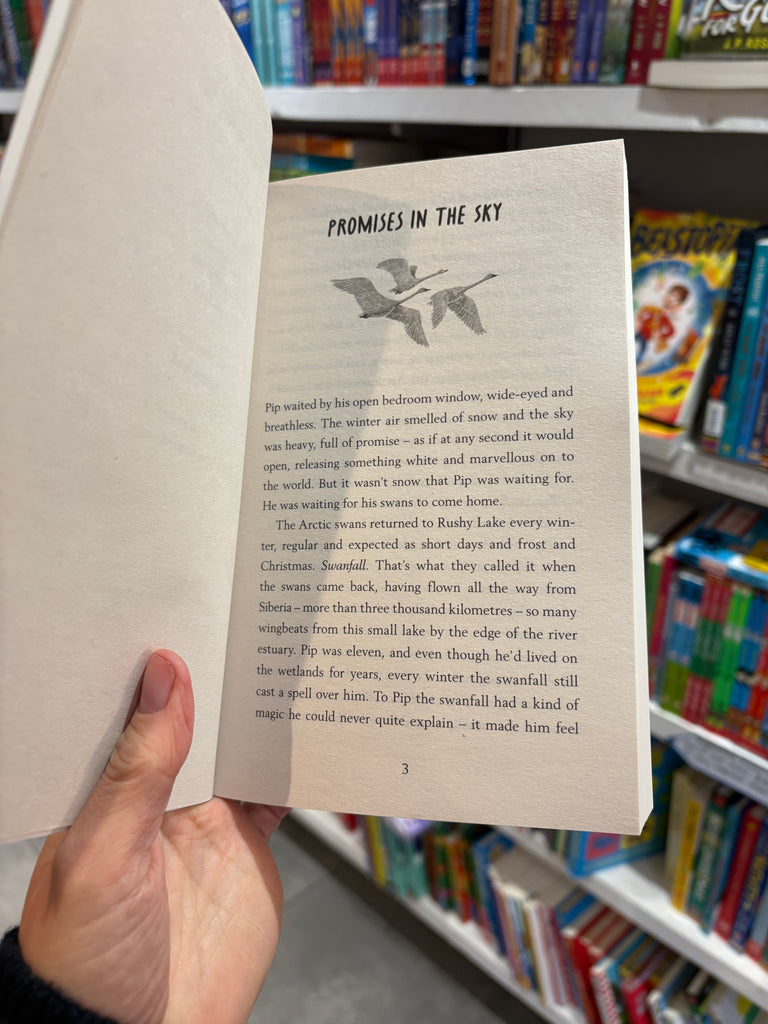 PROMISES IN THE SKY
Pip waited by his open bedroom window, wide-eyed and
breathless. The winter air smelled of snow and the sky
was heavy, full of promise – as if at any second it would
open, releasing something white and marvellous on to
the world. But it wasn't snow that Pip was waiting for.
He was waiting for his swans to come home.
The Arctic swans returned to Rushy Lake every win-
ter, regular and expected as short days and frost and
Christmas. Swanfall. That's what they called it when
the swans came back, having flown all the way from
Siberia – more than three thousand kilometres – so many
wingbeats from this small lake by the edge of the river
estuary. Pip was eleven, and even though he'd lived on
the wetlands for years, every winter the swanfall still
cast a spell over him. To Pip the swanfall had a kind of
magic he could never quite explain – it made him feel
3
FOR